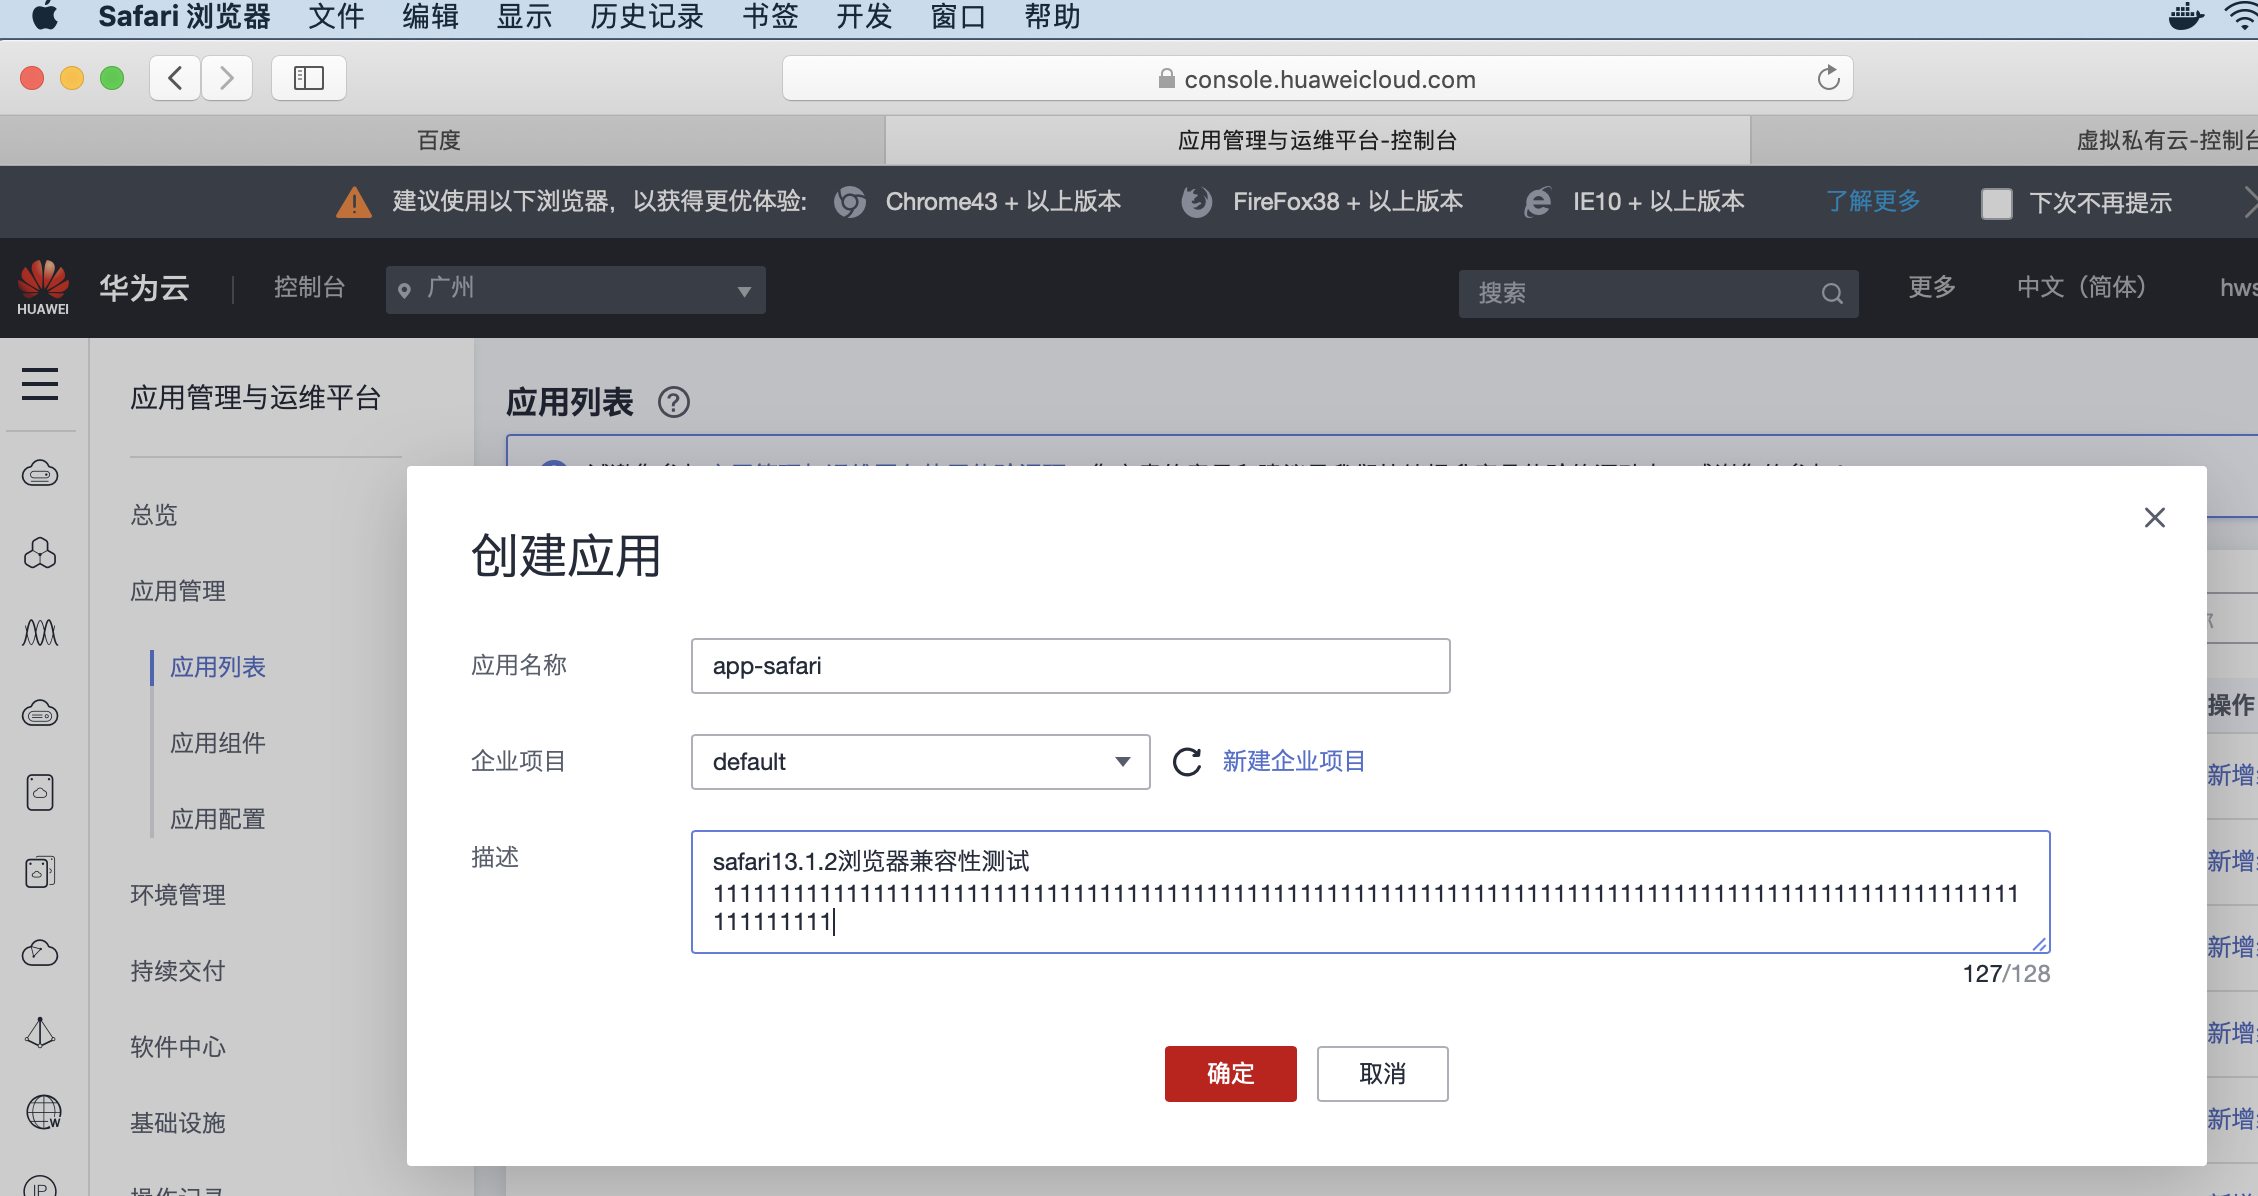 Safari 浏览器 文件 编辑 显示 历史记录 书签 开发 窗口 帮助
console.huaweicloud.com
百度
应用管理与运维平台-控制台
虚拟私有云-控制台
建议使用以下浏览器，以获得更优体验: Chrome43 + 以上版本 FireFox38 + 以上版本 IE10 + 以上版本 了解更多 下次不再提示
HUAWEI
华为云 控制台 广州 搜索 更多 中文（简体） hws
应用管理与运维平台
总览
应用管理
应用列表
应用组件
应用配置
环境管理
持续交付
软件中心
基础设施
应用列表
创建应用
应用名称 app-safari
企业项目 default 新建企业项目
描述
safari13.1.2浏览器兼容性测试
11111111111111111111111111111111111111111111111111111111111111111111111111111111111111111111111111
111111111
127/128
确定 取消
操作
新增
新增
新增
新增
新增